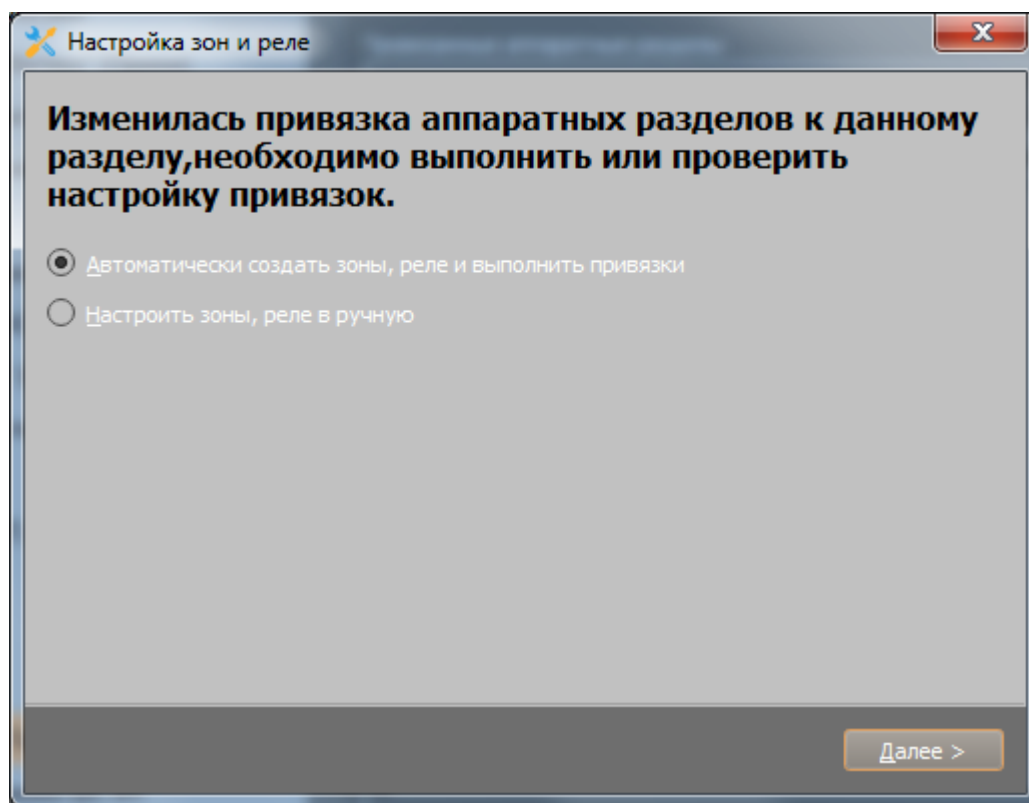 Настройка зон и реле
Изменилась привязка аппаратных разделов к данному
разделу,необходимо выполнить или проверить
настройку привязок.
Автоматически создать зоны, реле и выполнить привязки
Настроить зоны, реле в ручную
Далее >